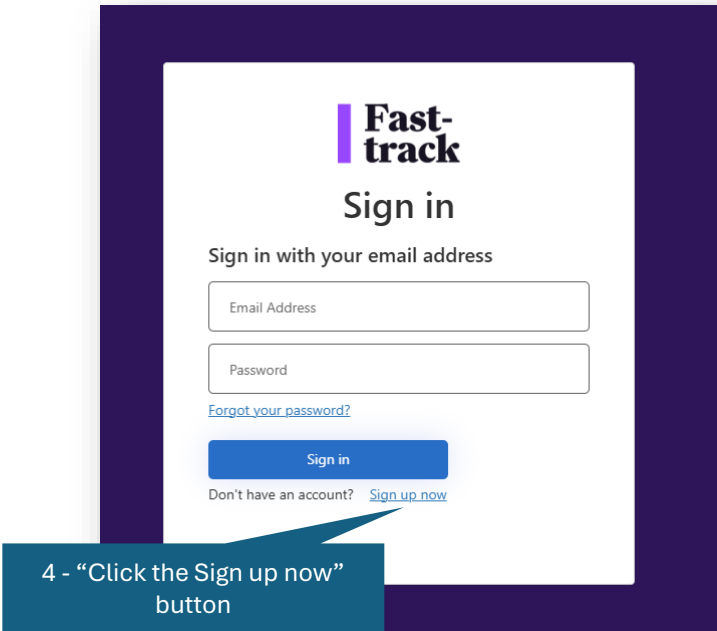 Fast-
track
Sign in
Sign in with your email address
Email Address
Password
Forgot your password?
Sign in
Don't have an account? Sign up now
4 - “Click the Sign up now”
button